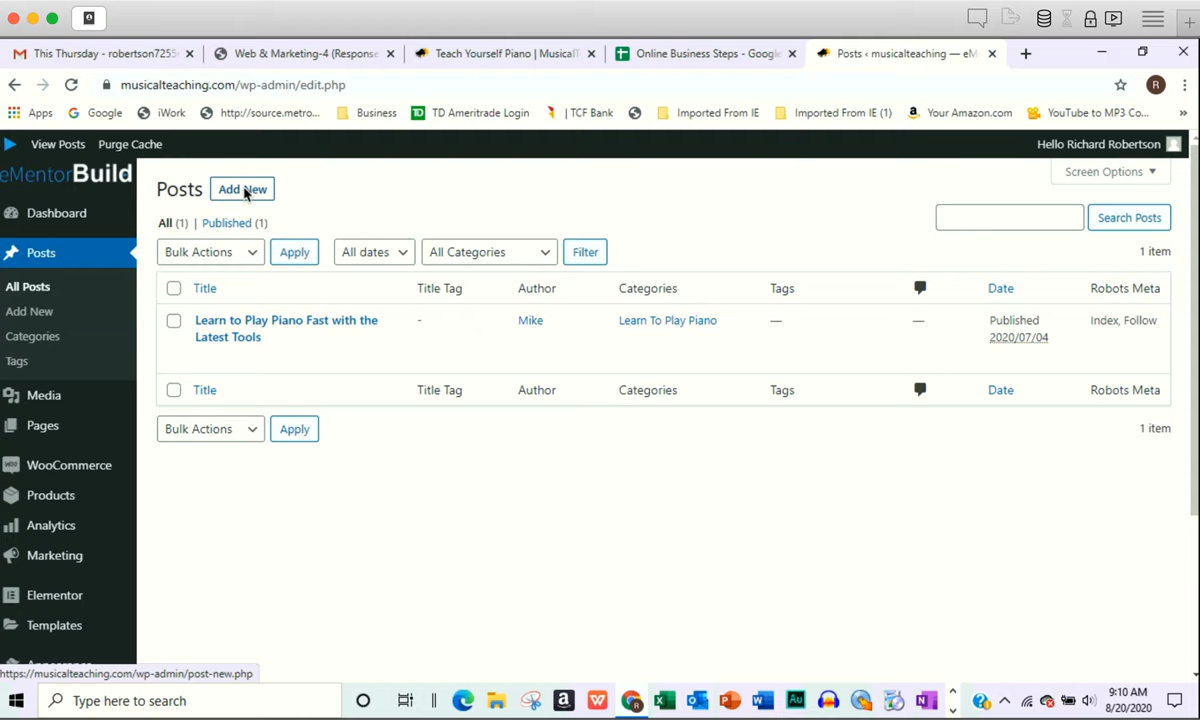 This Thursday - robertson7255
Web & Marketing-4 (Response
Teach Yourself Piano | MusicalT
Online Business Steps - Google
Posts ‹ musicalteaching — eM
musicalteaching.com/wp-admin/edit.php
R
Apps
Google
iWork
http://source.metro...
Business
TD Ameritrade Login
| TCF Bank
Imported From IE
Imported From IE (1)
Your Amazon.com
YouTube to MP3 Co...
»
View Posts
Purge Cache
Hello Richard Robertson
eMentorBuild
Posts
Add New
Screen Options
Dashboard
All (1) | Published (1)
Search Posts
Posts
Bulk Actions
Apply
All dates
All Categories
Filter
1 item
All Posts
Title
Title Tag
Author
Categories
Tags
Date
Robots Meta
Add New
Learn to Play Piano Fast with the
Latest Tools
-
Mike
Learn To Play Piano
—
—
Published
2020/07/04
Index, Follow
Categories
Tags
Media
Title
Title Tag
Author
Categories
Tags
Date
Robots Meta
Pages
Bulk Actions
Apply
1 item
WooCommerce
Products
Analytics
Marketing
Elementor
Templates
https://musicalteaching.com/wp-admin/post-new.php
Type here to search
9:10 AM
8/20/2020